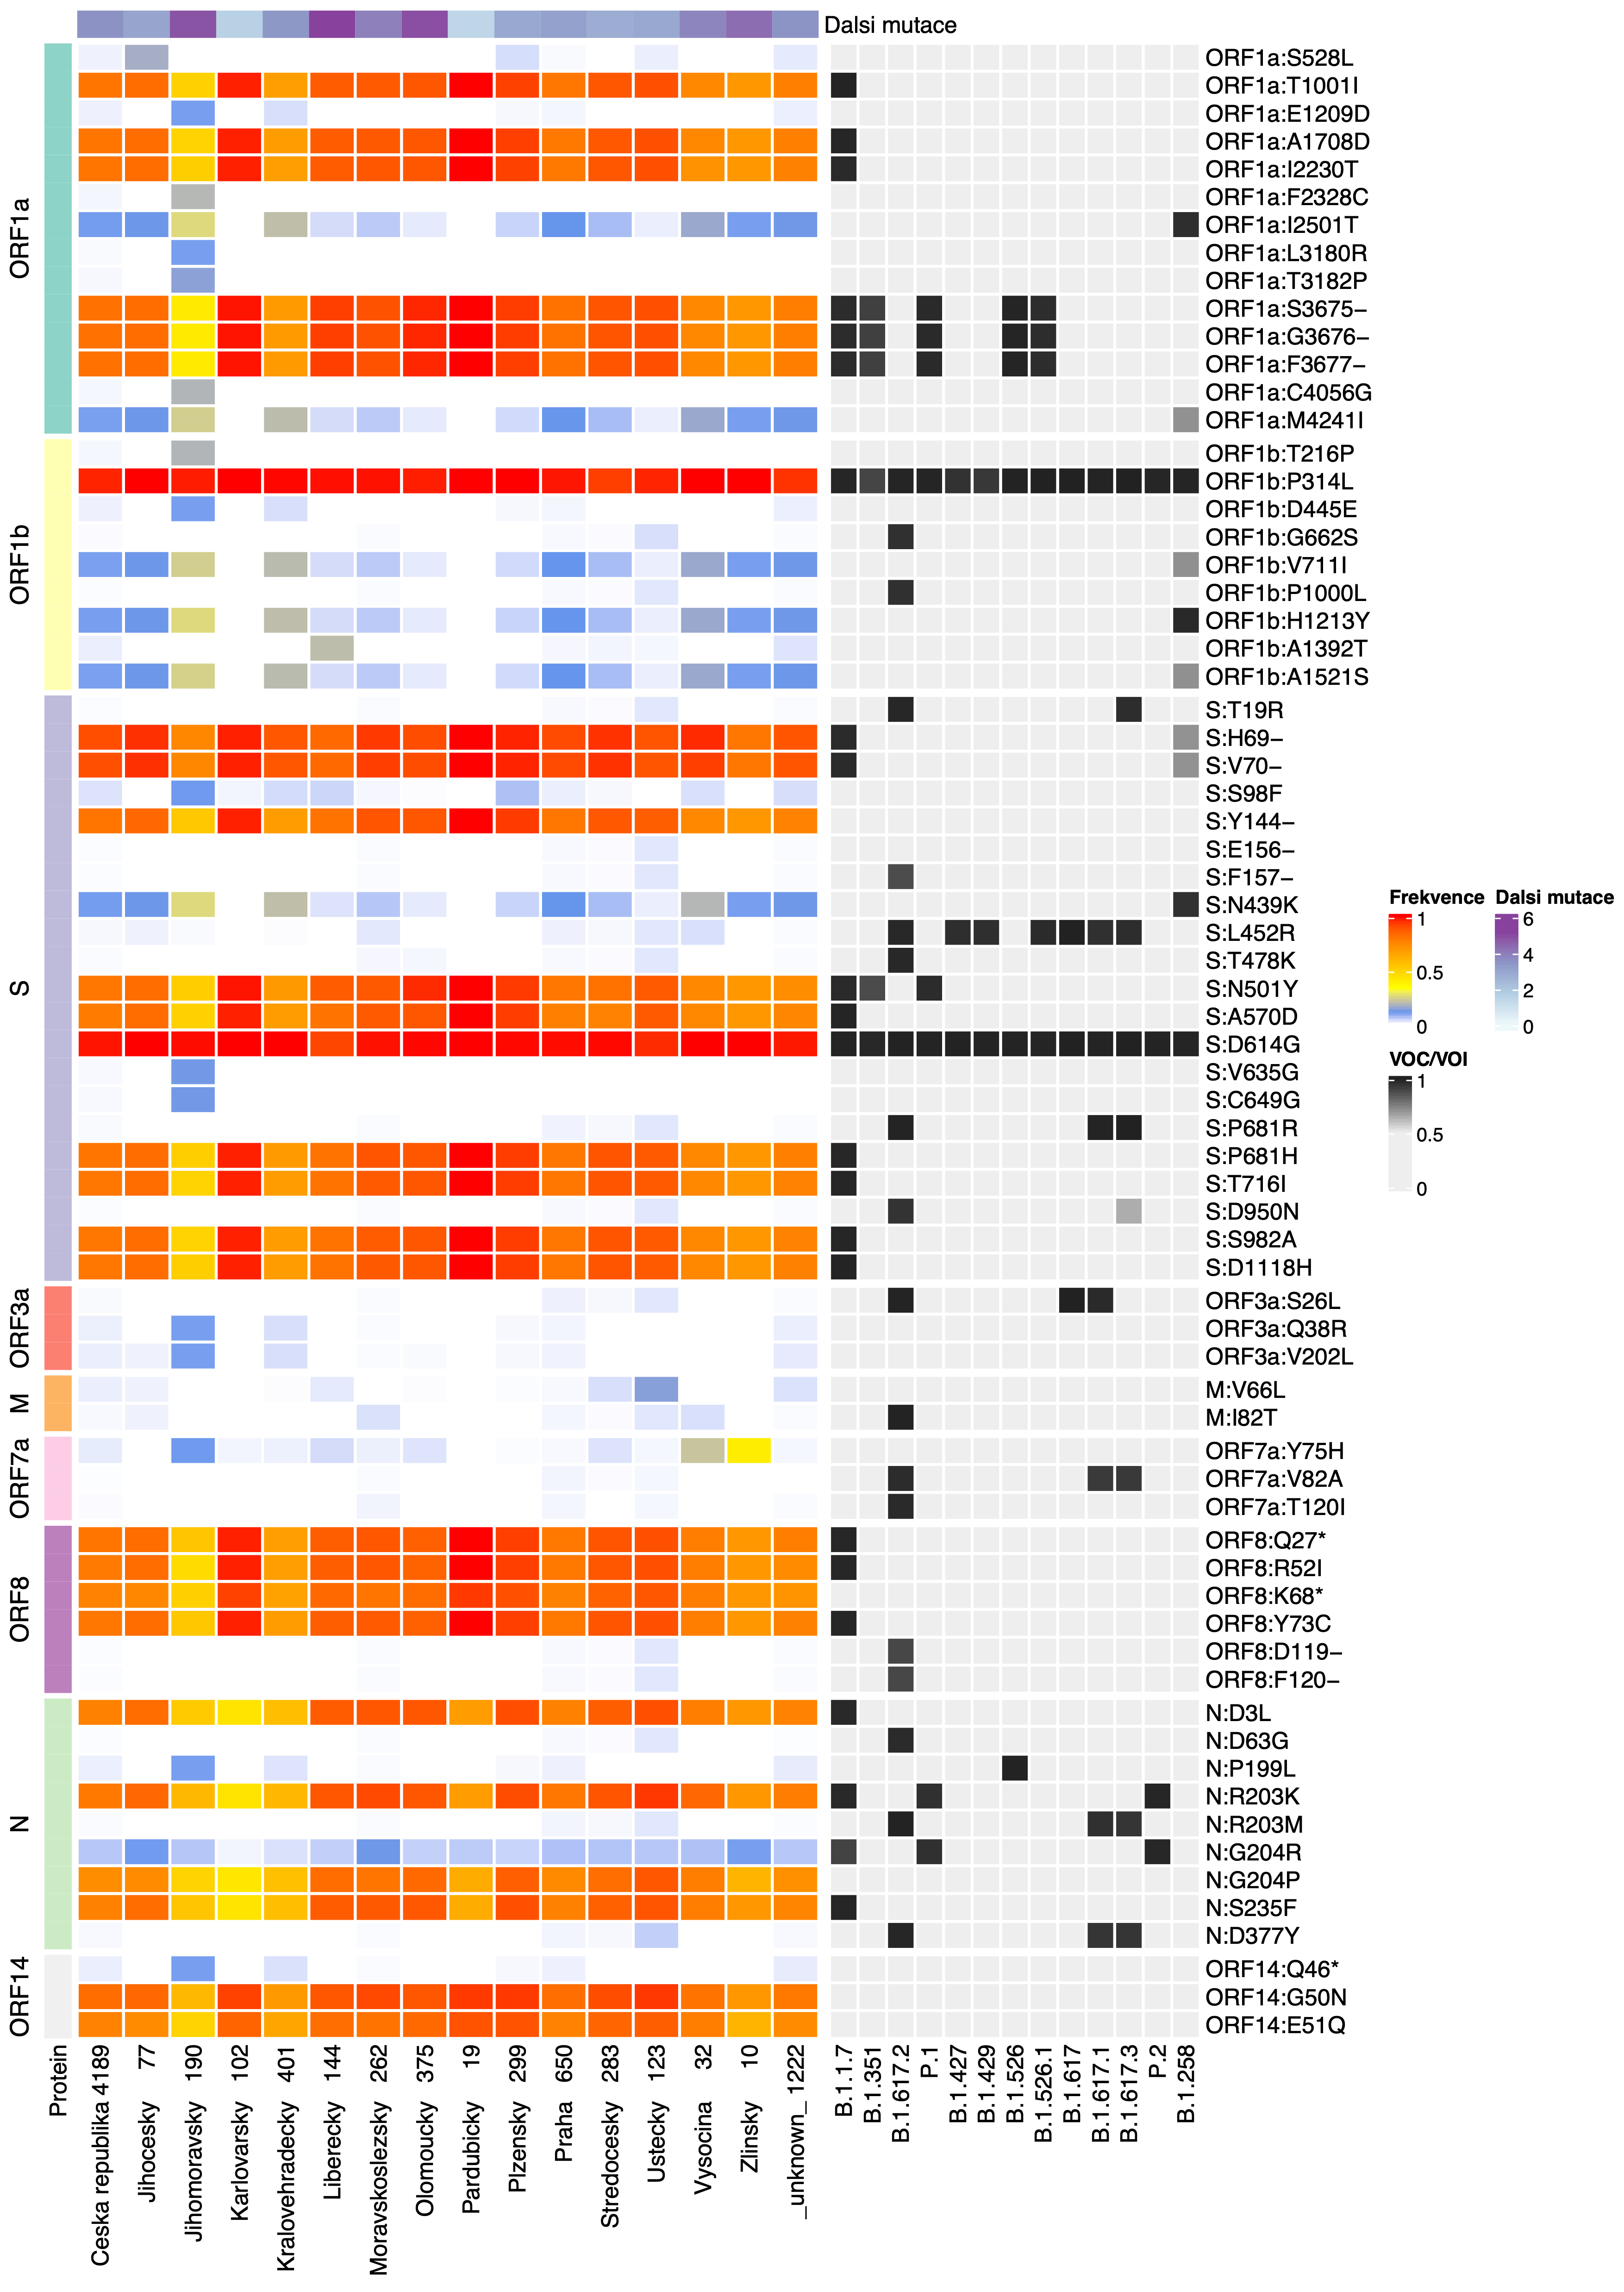 Dalsi mutace
ORF1a
ORF1a:S528L
ORF1a:T1001I
ORF1a:E1209D
ORF1a:A1708D
ORF1a:I2230T
ORF1a:F2328C
ORF1a:I2501T
ORF1a:L3180R
ORF1a:T3182P
ORF1a:S3675−
ORF1a:G3676−
ORF1a:F3677−
ORF1a:C4056G
ORF1a:M4241I
ORF1b
ORF1b:T216P
ORF1b:P314L
ORF1b:D445E
ORF1b:G662S
ORF1b:V711I
ORF1b:P1000L
ORF1b:H1213Y
ORF1b:A1392T
ORF1b:A1521S
S
S:T19R
S:H69−
S:V70−
S:S98F
S:Y144−
S:E156−
S:F157−
S:N439K
S:L452R
S:T478K
S:N501Y
S:A570D
S:D614G
S:V635G
S:C649G
S:P681R
S:P681H
S:T716I
S:D950N
S:S982A
S:D1118H
ORF3a
ORF3a:S26L
ORF3a:Q38R
ORF3a:V202L
M
M:V66L
M:I82T
ORF7a
ORF7a:Y75H
ORF7a:V82A
ORF7a:T120I
ORF8
ORF8:Q27*
ORF8:R52I
ORF8:K68*
ORF8:Y73C
ORF8:D119−
ORF8:F120−
N
N:D3L
N:D63G
N:P199L
N:R203K
N:R203M
N:G204R
N:G204P
N:S235F
N:D377Y
ORF14
ORF14:Q46*
ORF14:G50N
ORF14:E51Q
Protein
Ceska republika 4189
Jihocesky 77
Jihomoravsky 190
Karlovarsky 102
Kralovehradecky 401
Liberecky 144
Moravskoslezsky 262
Olomoucky 375
Pardubicky 19
Plzensky 299
Praha 650
Stredocesky 283
Ustecky 123
Vysocina 32
Zlinsky 10
_unknown_ 1222
B.1.1.7
B.1.351
B.1.617.2
P.1
B.1.427
B.1.429
B.1.526
B.1.526.1
B.1.617
B.1.617.1
B.1.617.3
P.2
B.1.258
Frekvence
1
0.5
0
Dalsi mutace
6
4
2
0
VOC/VOI
1
0.5
0